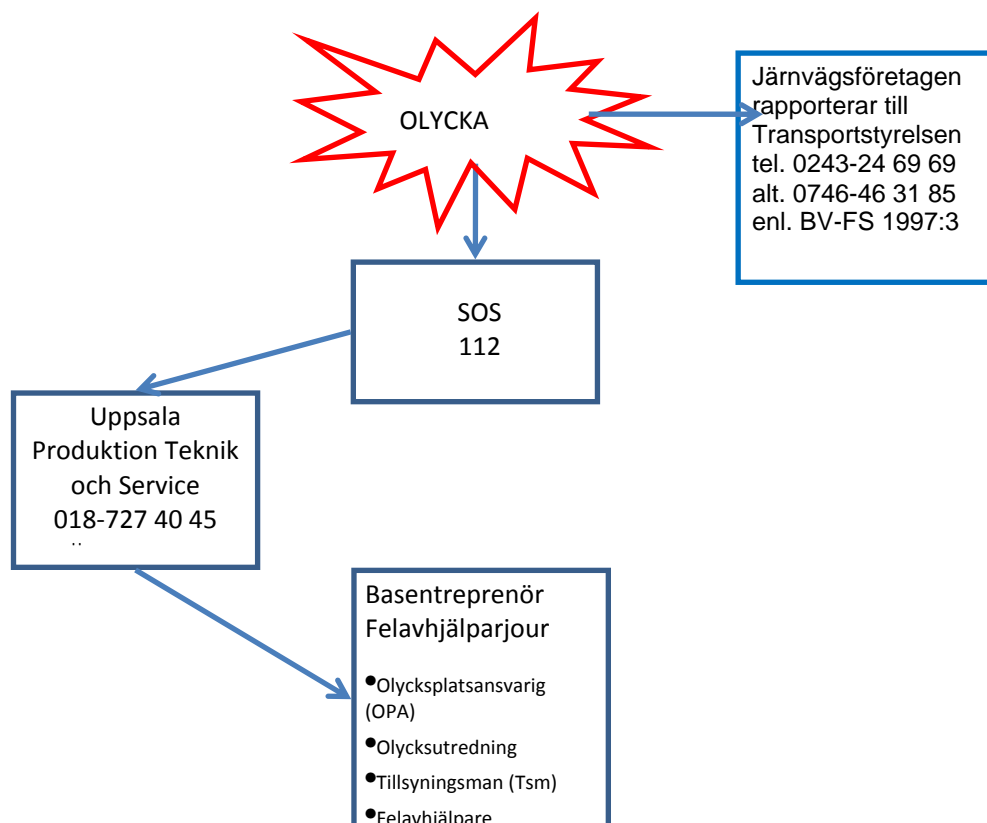 OLYCKA
Järnvägsföretagen
rapporterar till
Transportstyrelsen
tel. 0243-24 69 69
alt. 0746-46 31 85
enl. BV-FS 1997:3
SOS
112
Uppsala
Produktion Teknik
och Service
018-727 40 45
Basentreprenör
Felavhjälparjour
•Olycksplatsansvarig
(OPA)
•Olycksutredning
•Tillsyningsman (Tsm)
•Felavhjälpare